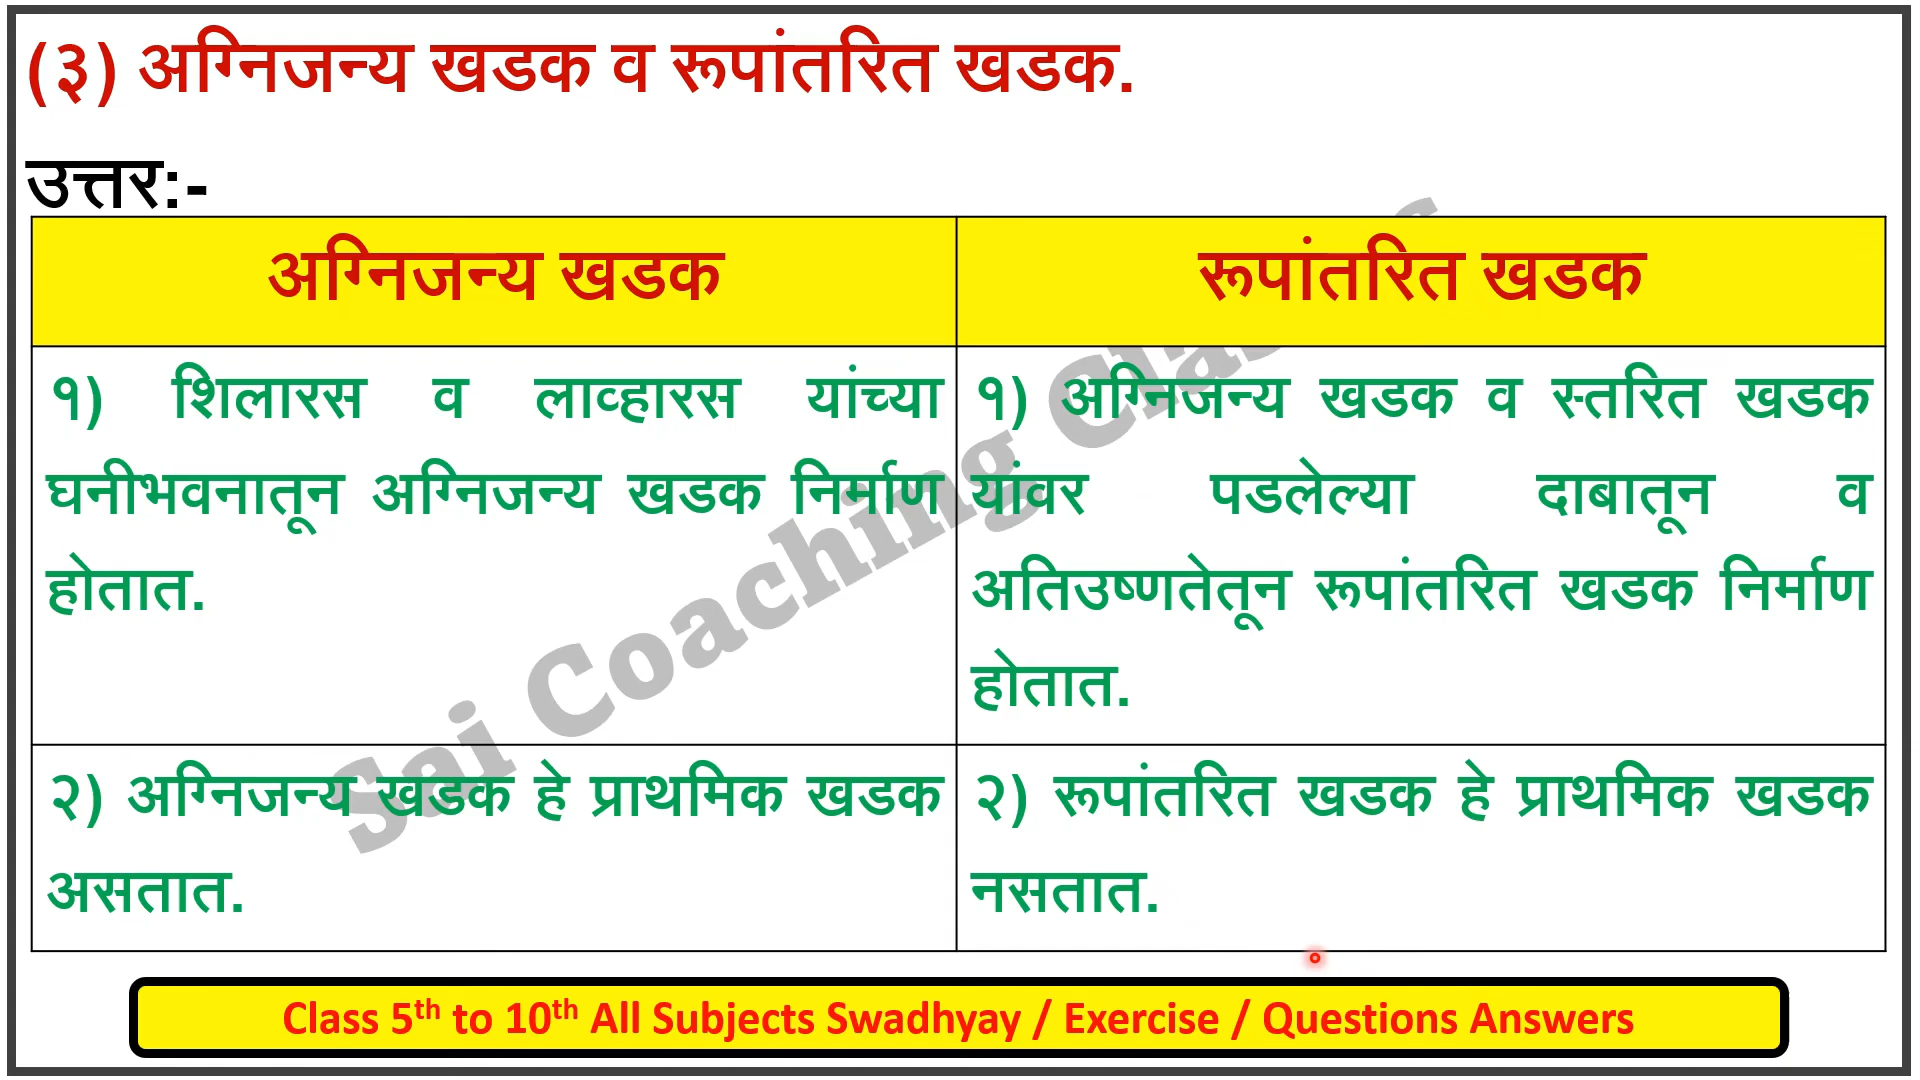 (३) अग्निजन्य खडक व रूपांतरित खडक.
उत्तर:-
अग्निजन्य खडक
रूपांतरित खडक
१) शिलारस व लाव्हारस यांच्या
घनीभवनातून अग्निजन्य खडक निर्माण
होतात.
१) अग्निजन्य खडक व स्तरित खडक
यांवर पडलेल्या दाबातून व
अतिउष्णतेतून रूपांतरित खडक निर्माण
होतात.
२) अग्निजन्य खडक हे प्राथमिक खडक
असतात.
२) रूपांतरित खडक हे प्राथमिक खडक
नसतात.
Sai Coaching Classes
Class 5th to 10th All Subjects Swadhyay / Exercise / Questions Answers